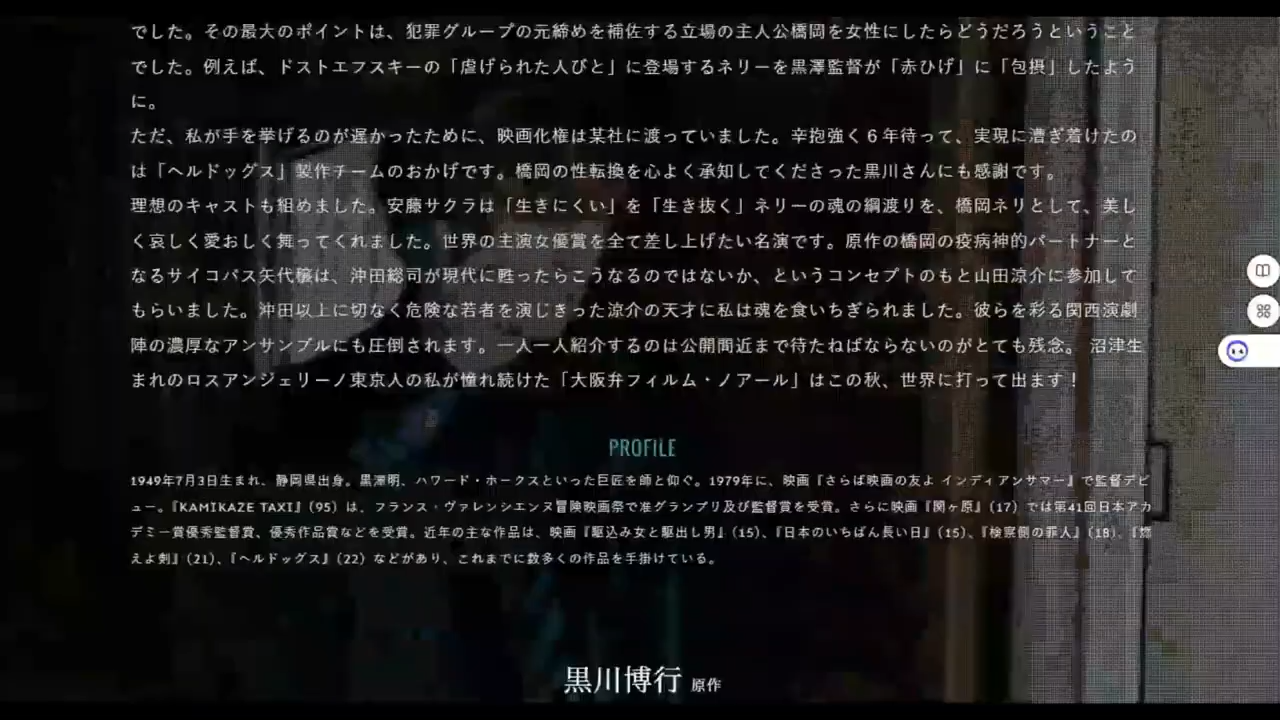 でした。その最大のポイントは、犯罪グループの元締めを補佐する立場の主人公橋岡を女性にしたらどうだろうということ
でした。例えば、ドストエフスキーの「虐げられた人びと」に登場するネリーを黒澤監督が「赤ひげ」に「包摂」したよう
に。
ただ、私が手を挙げるのが遅かったために、映画化権は某社に渡っていました。辛抱強く６年待って、実現に漕ぎ着けたの
は「ヘルドッグス」製作チームのおかげです。橋岡の性転換を心よく承知してくださった黒川さんにも感謝です。
理想のキャストも組めました。安藤サクラは「生きにくい」を「生き抜く」ネリーの魂の綱渡りを、橋岡ネリとして、美し
く哀しく愛おしく舞ってくれました。世界の主演女優賞を全て差し上げたい名演です。原作の橋岡の疫病神的パートナーと
なるサイコパス矢代穣は、沖田総司が現代に甦ったらこうなるのではないか、というコンセプトのもと山田涼介に参加して
もらいました。沖田以上に切なく危険な若者を演じきった涼介の天才に私は魂を食いちぎられました。彼らを彩る関西演劇
陣の濃厚なアンサンブルにも圧倒されます。一人一人紹介するのは公開間近まで待たねばならないのがとても残念。 沼津生
まれのロスアンジェリーノ東京人の私が憧れ続けた「大阪弁フィルム・ノアール」はこの秋、世界に打って出ます！
PROFILE
1949年7月3日生まれ、静岡県出身。黒澤明、ハワード・ホークスといった巨匠を師と仰ぐ。1979年に、映画『さらば映画の友よ インディアンサマー』で監督デビ
ュー。『KAMIKAZE TAXI』（95）は、フランス・ヴァレンシエンヌ冒険映画祭で准グランプリ及び監督賞を受賞。さらに映画『関ヶ原』（17）では第41回日本アカ
デミー賞優秀監督賞、優秀作品賞などを受賞。近年の主な作品は、映画『駆込み女と駆出し男』（15）、『日本のいちばん長い日』（15）、『検察側の罪人』（18）、『燃
えよ剣』（21）、『ヘルドッグス』（22）などがあり、これまでに数多くの作品を手掛けている。
黒川博行 原作